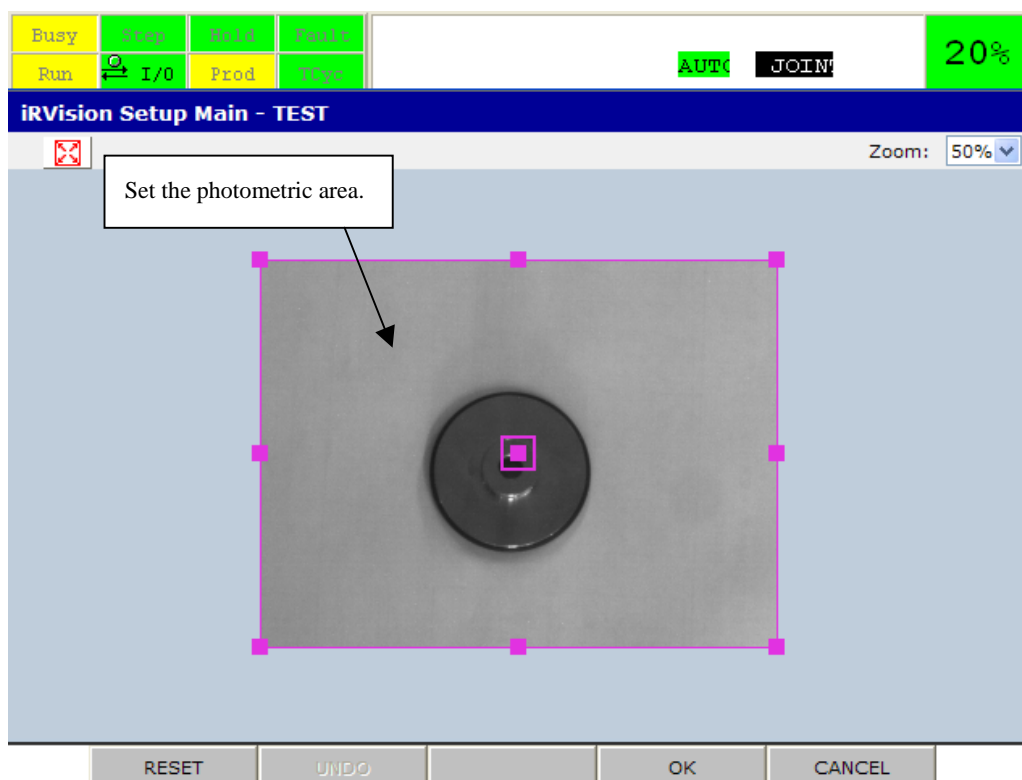 Busy Step Hold Fault
Run I/O Prod TCyc
AUTO JOINT
20%
iRVision Setup Main - TEST
Zoom: 50%
Set the photometric area.
RESET UNDO OK CANCEL